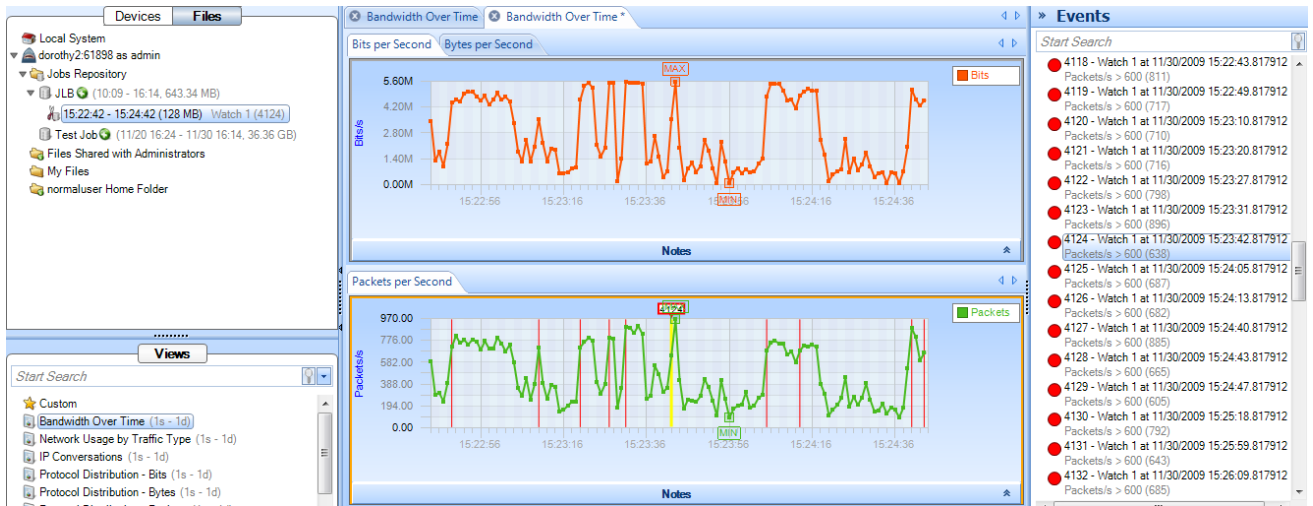 Devices
Files
Local System
dorothy2:61898 as admin
Jobs Repository
JLB (10:09 - 16:14, 643.34 MB)
15:22:42 - 15:24:42 (128 MB) Watch 1 (4124)
Test Job (11/20 16:24 - 11/30 16:14, 36.36 GB)
Files Shared with Administrators
My Files
normaluser Home Folder
Views
Start Search
Custom
Bandwidth Over Time (1s - 1d)
Network Usage by Traffic Type (1s - 1d)
IP Conversations (1s - 1d)
Protocol Distribution - Bits (1s - 1d)
Protocol Distribution - Bytes (1s - 1d)
Bandwidth Over Time
Bandwidth Over Time *
Bits per Second
Bytes per Second
MAX
Bits
5.60M
4.20M
2.80M
1.40M
0.00M
Bits/s
MIN
15:22:56 15:23:16 15:23:36 15:23:56 15:24:16 15:24:36
Notes
Packets per Second
4124
Packets
970.00
776.00
582.00
388.00
194.00
0.00
Packets/s
MIN
15:22:56 15:23:16 15:23:36 15:23:56 15:24:16 15:24:36
Notes
» Events
Start Search
4118 - Watch 1 at 11/30/2009 15:22:43.817912
Packets/s > 600 (811)
4119 - Watch 1 at 11/30/2009 15:22:49.817912
Packets/s > 600 (717)
4120 - Watch 1 at 11/30/2009 15:23:10.817912
Packets/s > 600 (710)
4121 - Watch 1 at 11/30/2009 15:23:20.817912
Packets/s > 600 (716)
4122 - Watch 1 at 11/30/2009 15:23:27.817912
Packets/s > 600 (798)
4123 - Watch 1 at 11/30/2009 15:23:31.817912
Packets/s > 600 (896)
4124 - Watch 1 at 11/30/2009 15:23:42.817912
Packets/s > 600 (638)
4125 - Watch 1 at 11/30/2009 15:24:05.817912
Packets/s > 600 (687)
4126 - Watch 1 at 11/30/2009 15:24:13.817912
Packets/s > 600 (682)
4127 - Watch 1 at 11/30/2009 15:24:40.817912
Packets/s > 600 (885)
4128 - Watch 1 at 11/30/2009 15:24:43.817912
Packets/s > 600 (665)
4129 - Watch 1 at 11/30/2009 15:24:47.817912
Packets/s > 600 (605)
4130 - Watch 1 at 11/30/2009 15:25:18.817912
Packets/s > 600 (792)
4131 - Watch 1 at 11/30/2009 15:25:59.817912
Packets/s > 600 (643)
4132 - Watch 1 at 11/30/2009 15:26:09.817912
Packets/s > 600 (685)